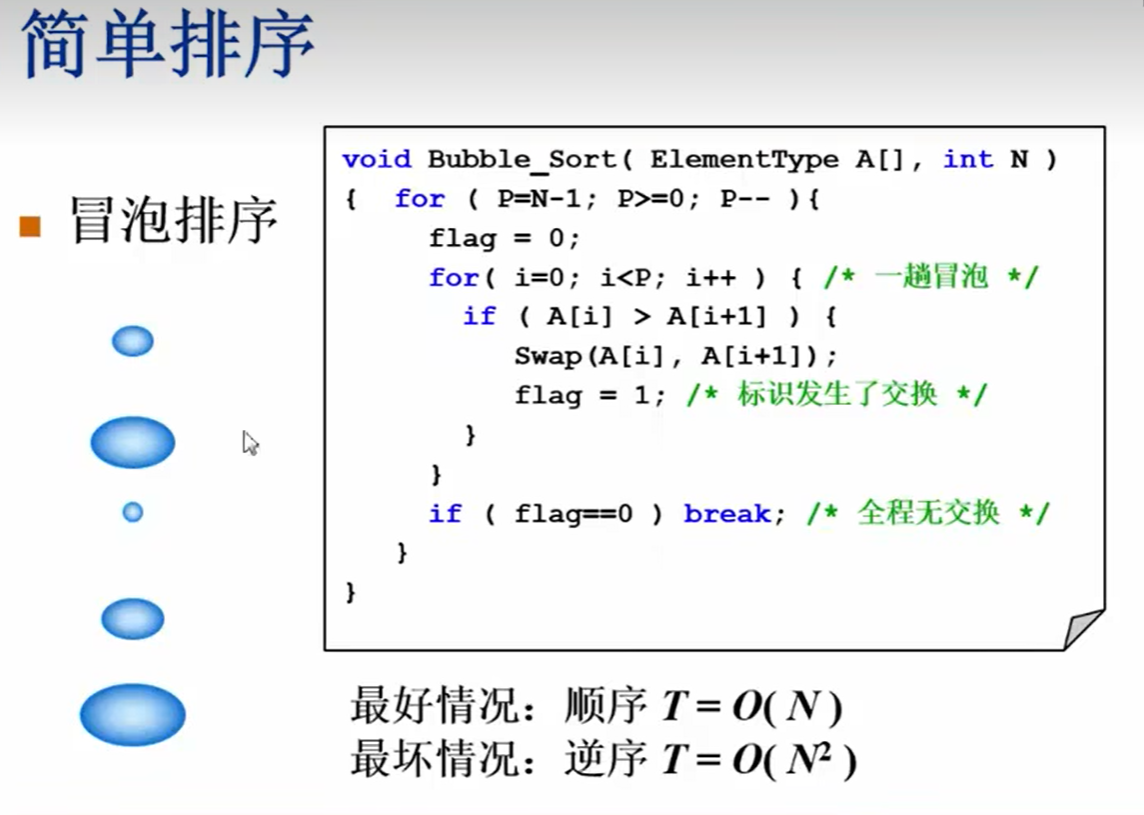 简单排序
冒泡排序
void Bubble_Sort( ElementType A[], int N )
{ for ( P=N-1; P>=0; P-- ){
flag = 0;
for( i=0; i<P; i++ ) { /* 一趟冒泡 */
if ( A[i] > A[i+1] ) {
Swap(A[i], A[i+1]);
flag = 1; /* 标识发生了交换 */
}
}
if ( flag==0 ) break; /* 全程无交换 */
}
}
最好情况：顺序 T = O( N )
最坏情况：逆序 T = O( N² )